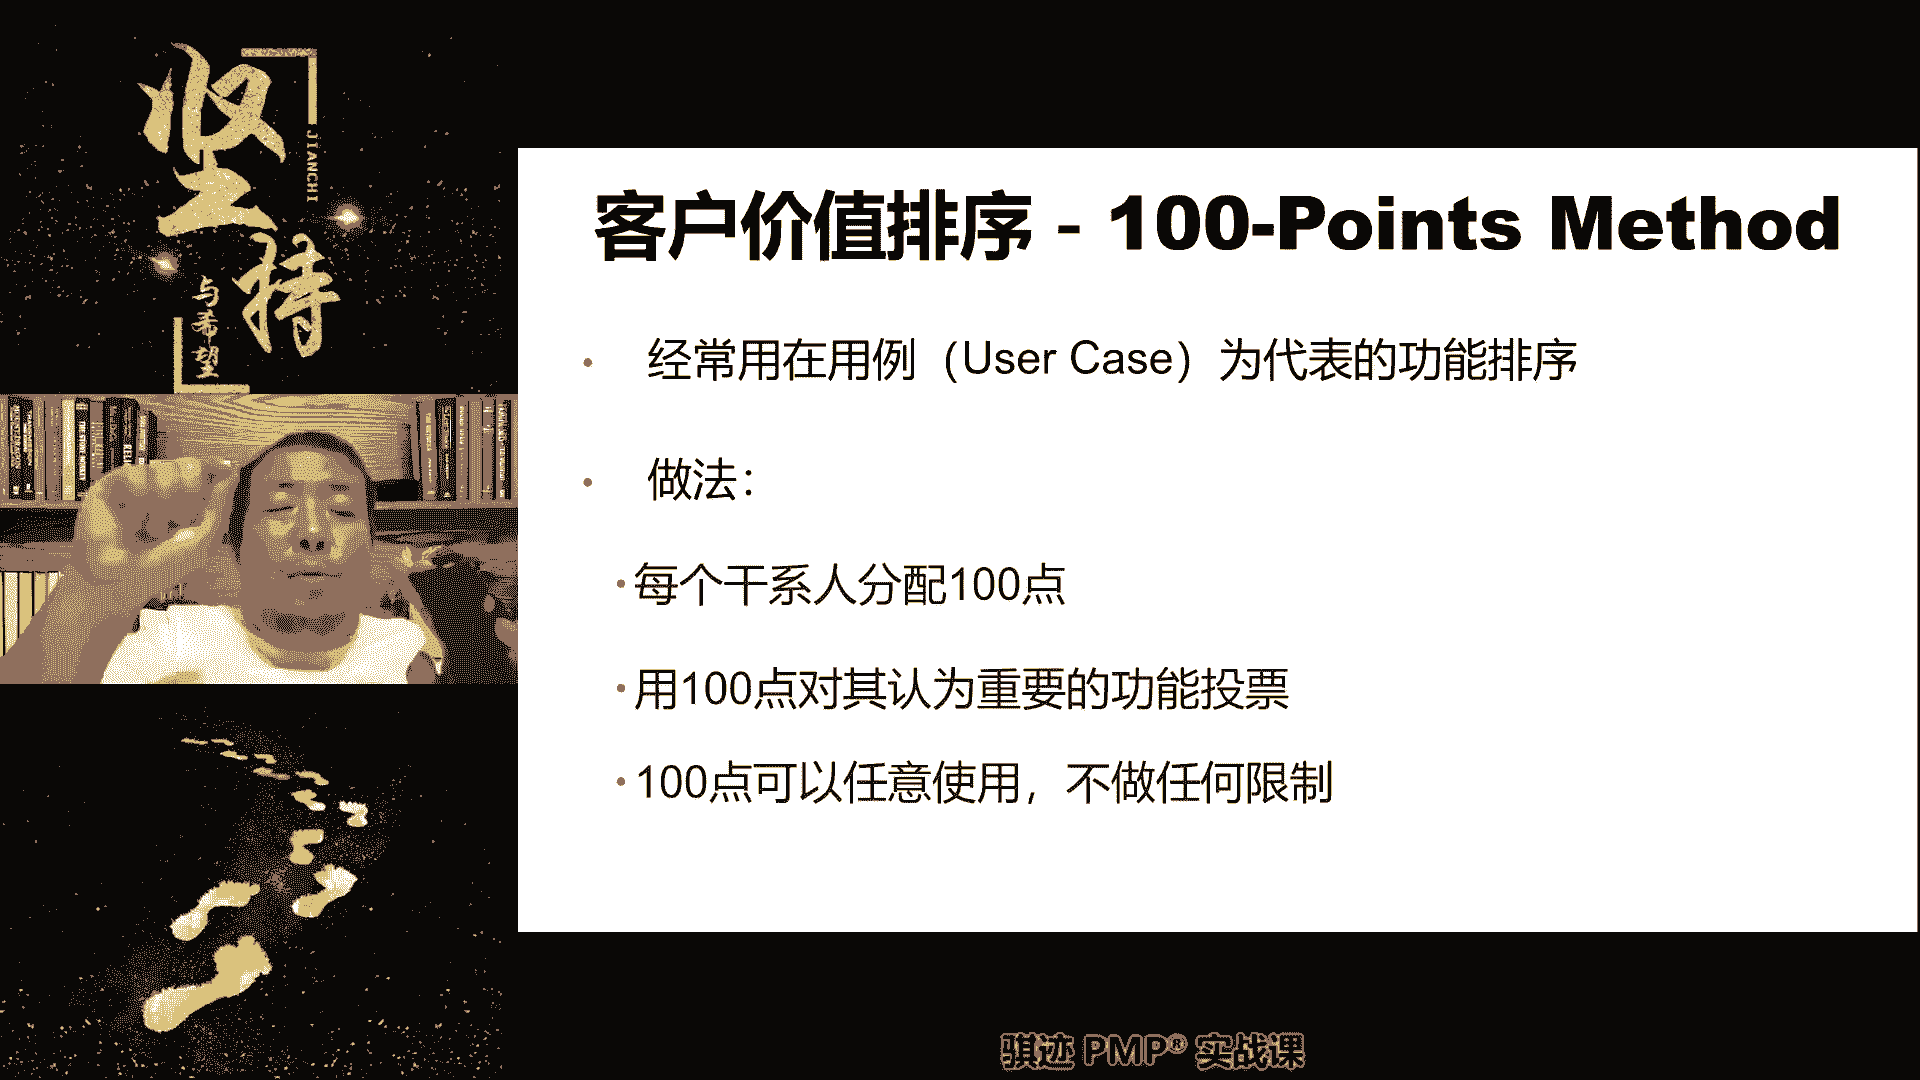 坚持
JIANCHI
与希望
客户价值排序 - 100-Points Method
• 经常用在用例（User Case）为代表的功能排序
• 做法：
• 每个干系人分配100点
• 用100点对其认为重要的功能投票
• 100点可以任意使用，不做任何限制
骐迹 PMP® 实战课